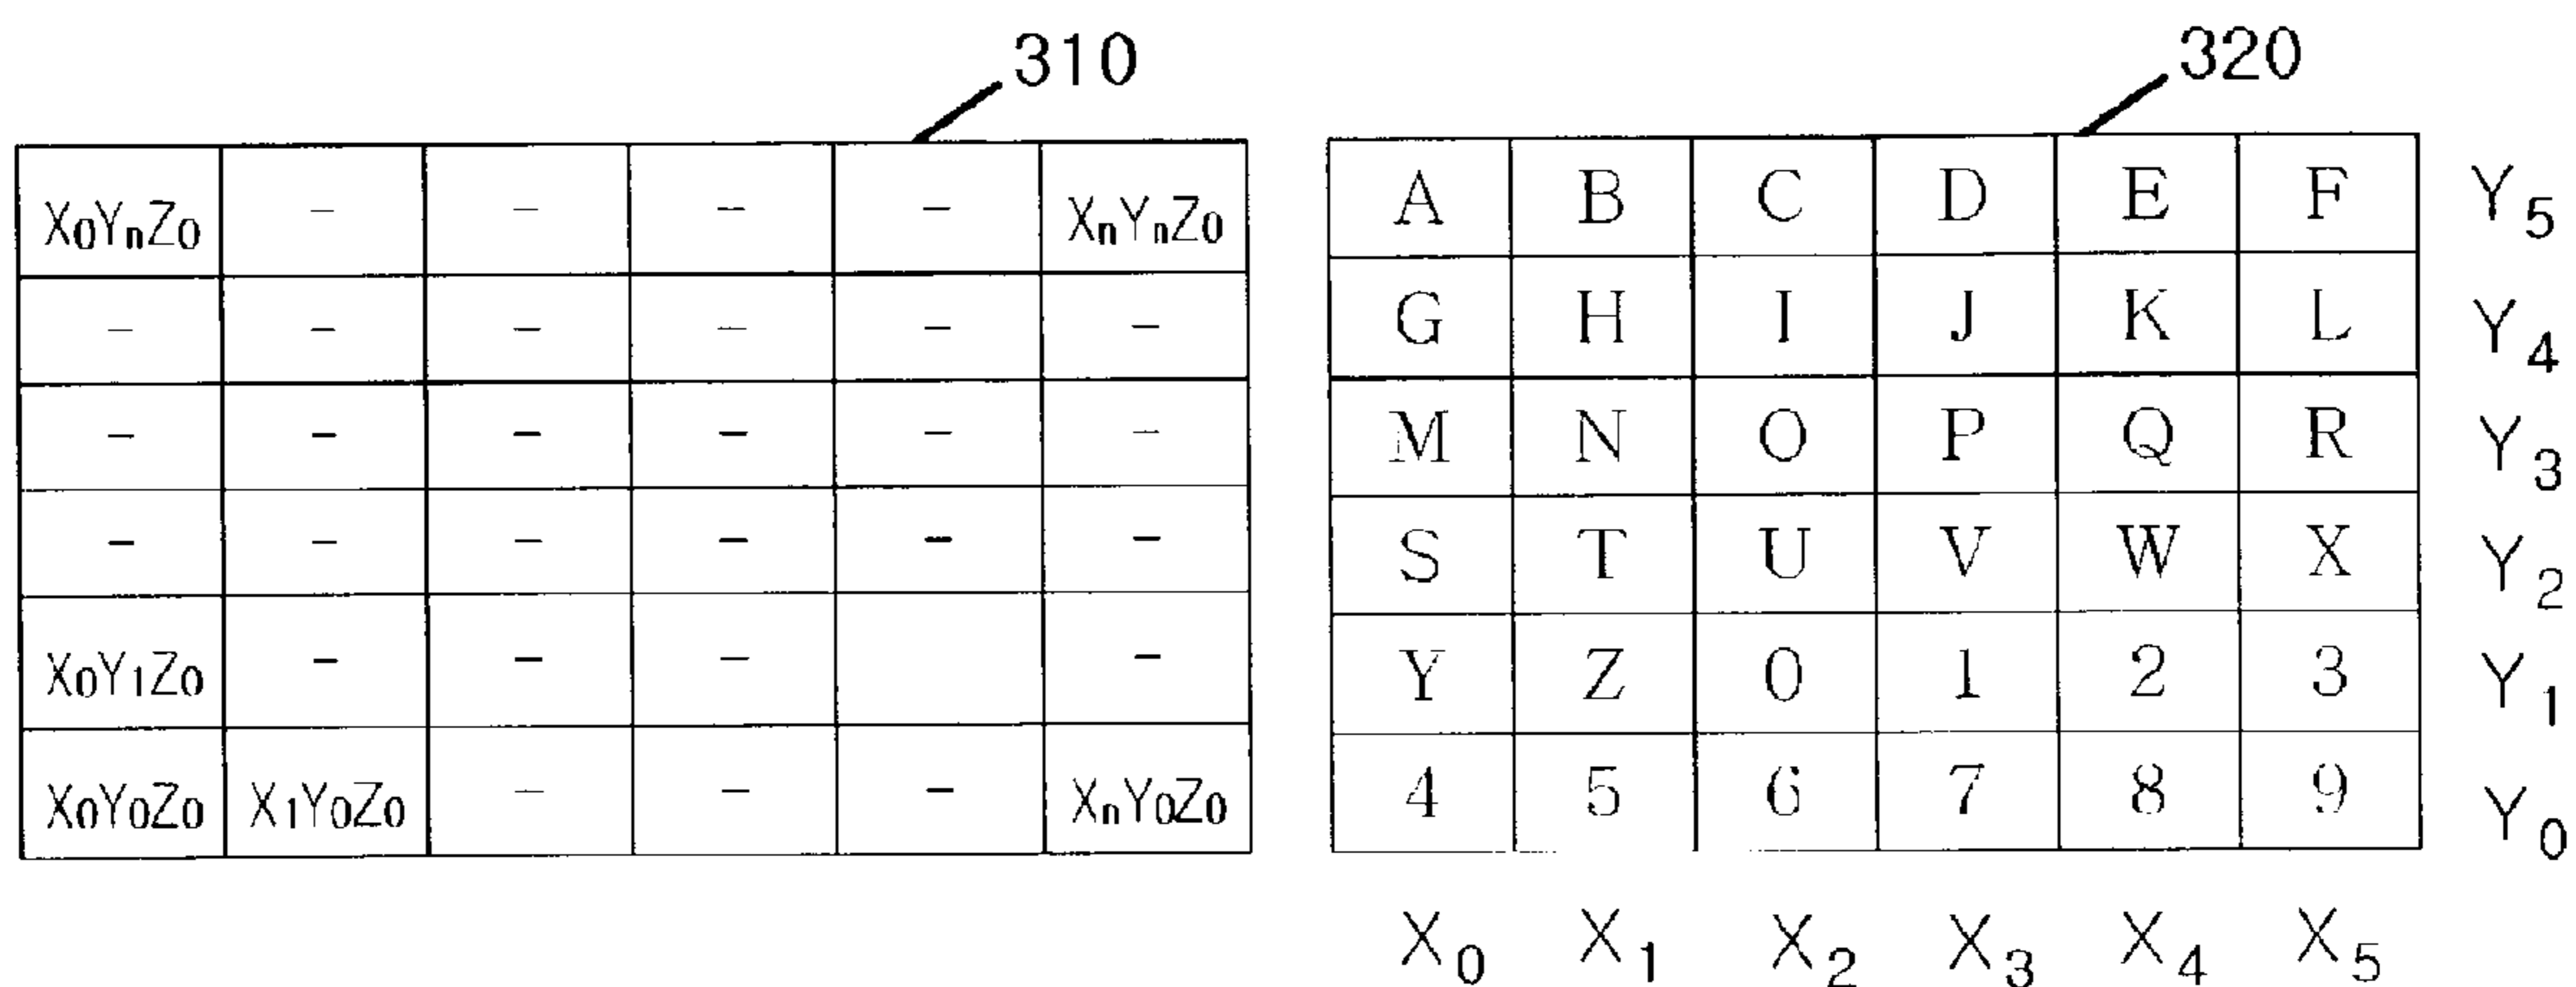 310
X₀YₙZ₀ - - - - XₙYₙZ₀
- - - - - -
- - - - - -
- - - - - -
X₀Y₁Z₀ - - - -
X₀Y₀Z₀ X₁Y₀Z₀ - - - XₙY₀Z₀
320
A B C D E F Y₅
G H I J K L Y₄
M N O P Q R Y₃
S T U V W X Y₂
Y Z 0 1 2 3 Y₁
4 5 6 7 8 9 Y₀
X₀ X₁ X₂ X₃ X₄ X₅